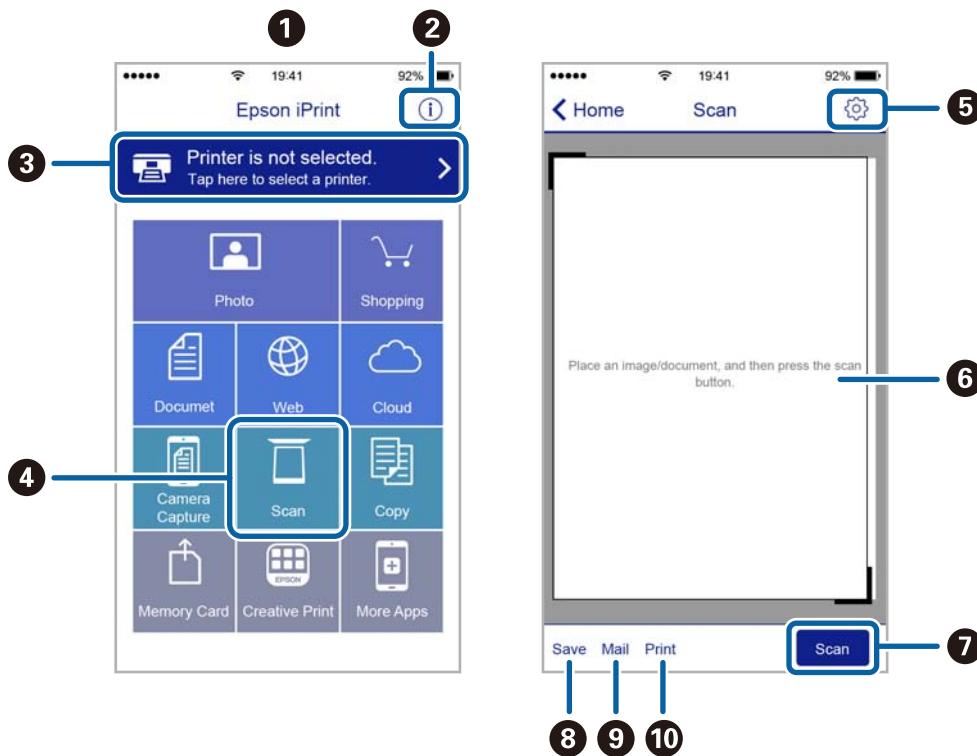 1 2
19:41 92%
Epson iPrint
3 Printer is not selected.
Tap here to select a printer.
Photo Shopping
Documet Web Cloud
4
Camera Capture Scan Copy
EPSON
Memory Card Creative Print More Apps
19:41 92%
Home Scan 5
Place an image/document, and then press the scan
button. 6
Save Mail Print Scan 7
8 9 10